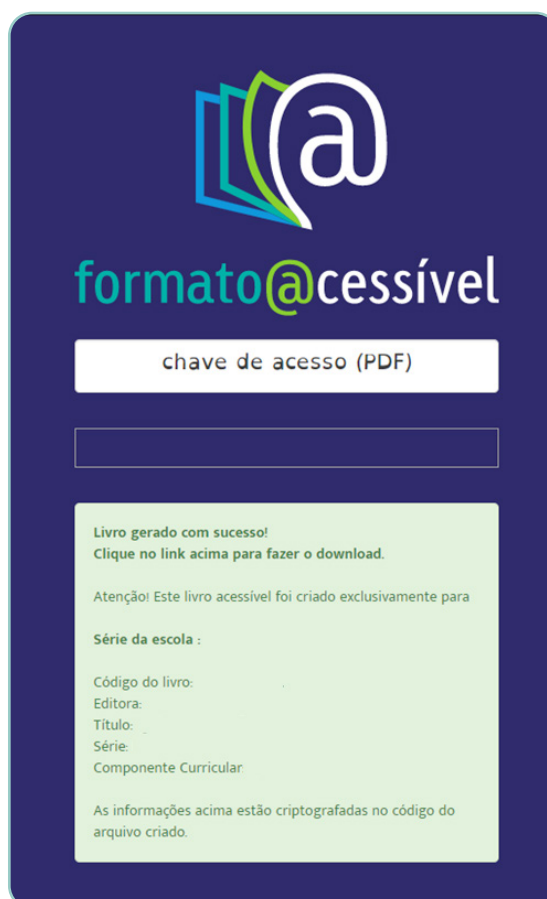 @
formato@cessível
chave de acesso (PDF)
Livro gerado com sucesso!
Clique no link acima para fazer o download.
Atenção! Este livro acessível foi criado exclusivamente para
Série da escola :
Código do livro:
Editora:
Título:
Série:
Componente Curricular
As informações acima estão criptografadas no código do
arquivo criado.